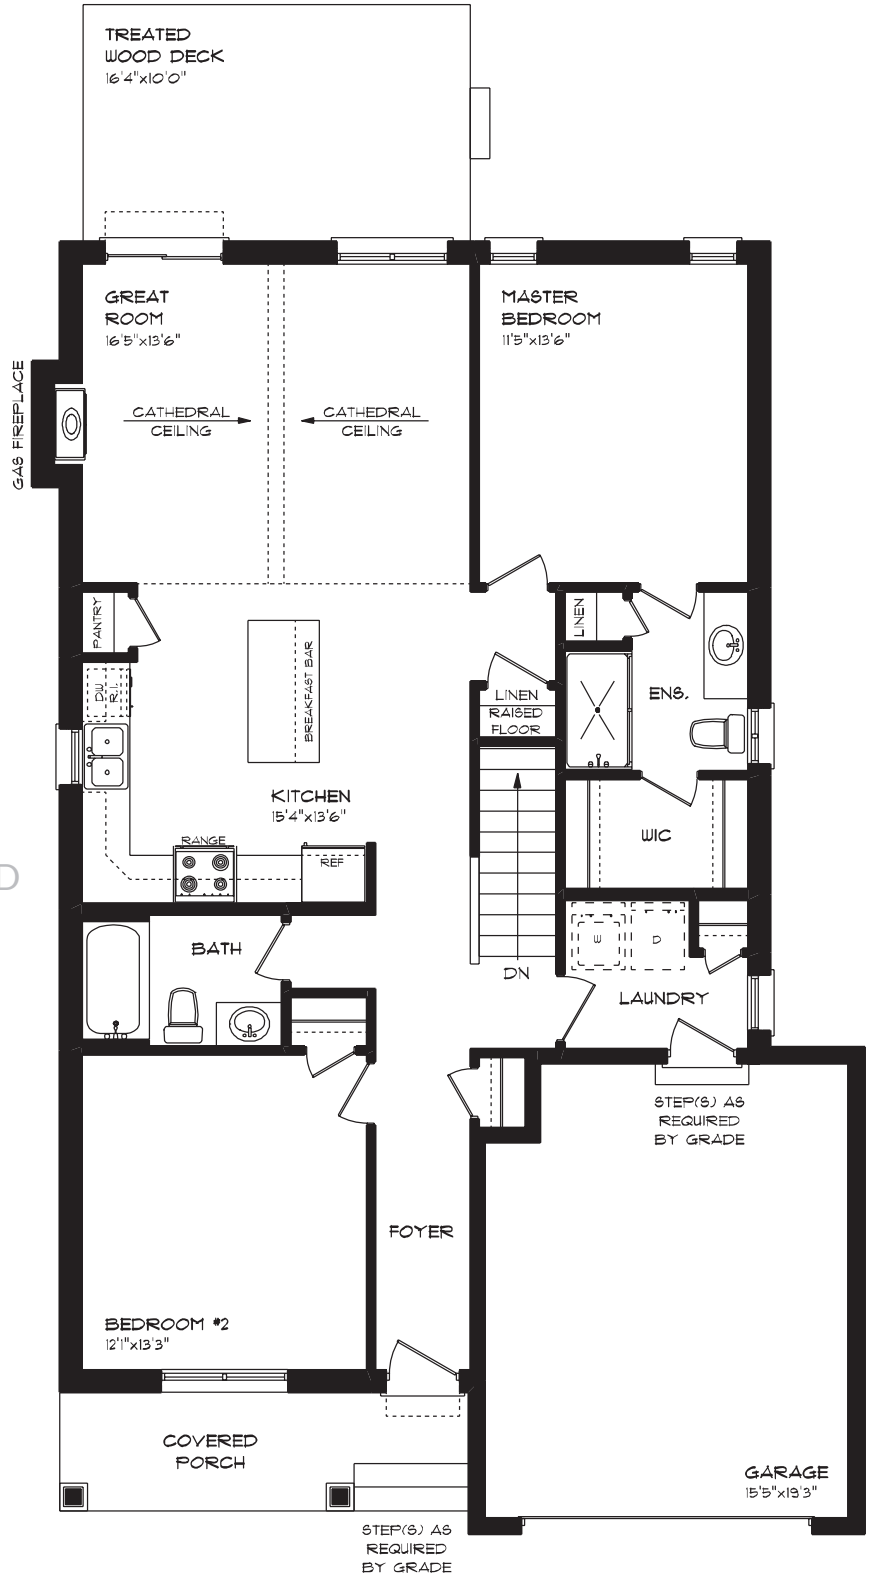 TREATED
WOOD DECK
16'4"x10'0"
GREAT
ROOM
16'5"x13'6"
MASTER
BEDROOM
11'5"x13'6"
GAS FIREPLACE
CATHEDRAL
CEILING
CATHEDRAL
CEILING
PANTRY
LINEN
BREAKFAST BAR
DW
R.I.
LINEN
RAISED
FLOOR
ENS.
KITCHEN
15'4"x13'6"
RANGE
REF
WIC
D
BATH
W
D
DN
LAUNDRY
STEP(S) AS
REQUIRED
BY GRADE
FOYER
BEDROOM #2
12'1"x13'3"
COVERED
PORCH
GARAGE
15'5"x19'3"
STEP(S) AS
REQUIRED
BY GRADE